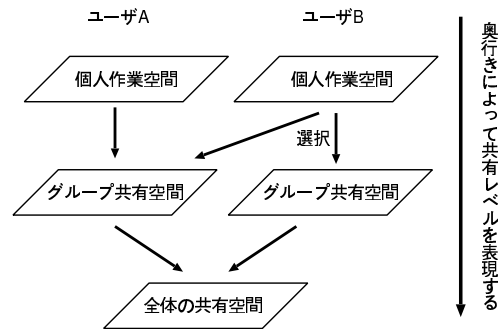 ユーザA
ユーザB
個人作業空間
個人作業空間
選択
グループ共有空間
グループ共有空間
全体の共有空間
奥行きによって共有レベルを表現する